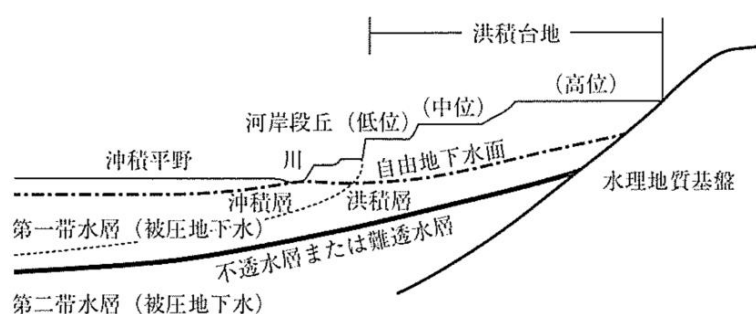 洪積台地
(高位)
(中位)
河岸段丘 (低位)
沖積平野
川
自由地下水面
水理地質基盤
沖積層
洪積層
第一帯水層 (被圧地下水)
不透水層または難透水層
第二帯水層 (被圧地下水)